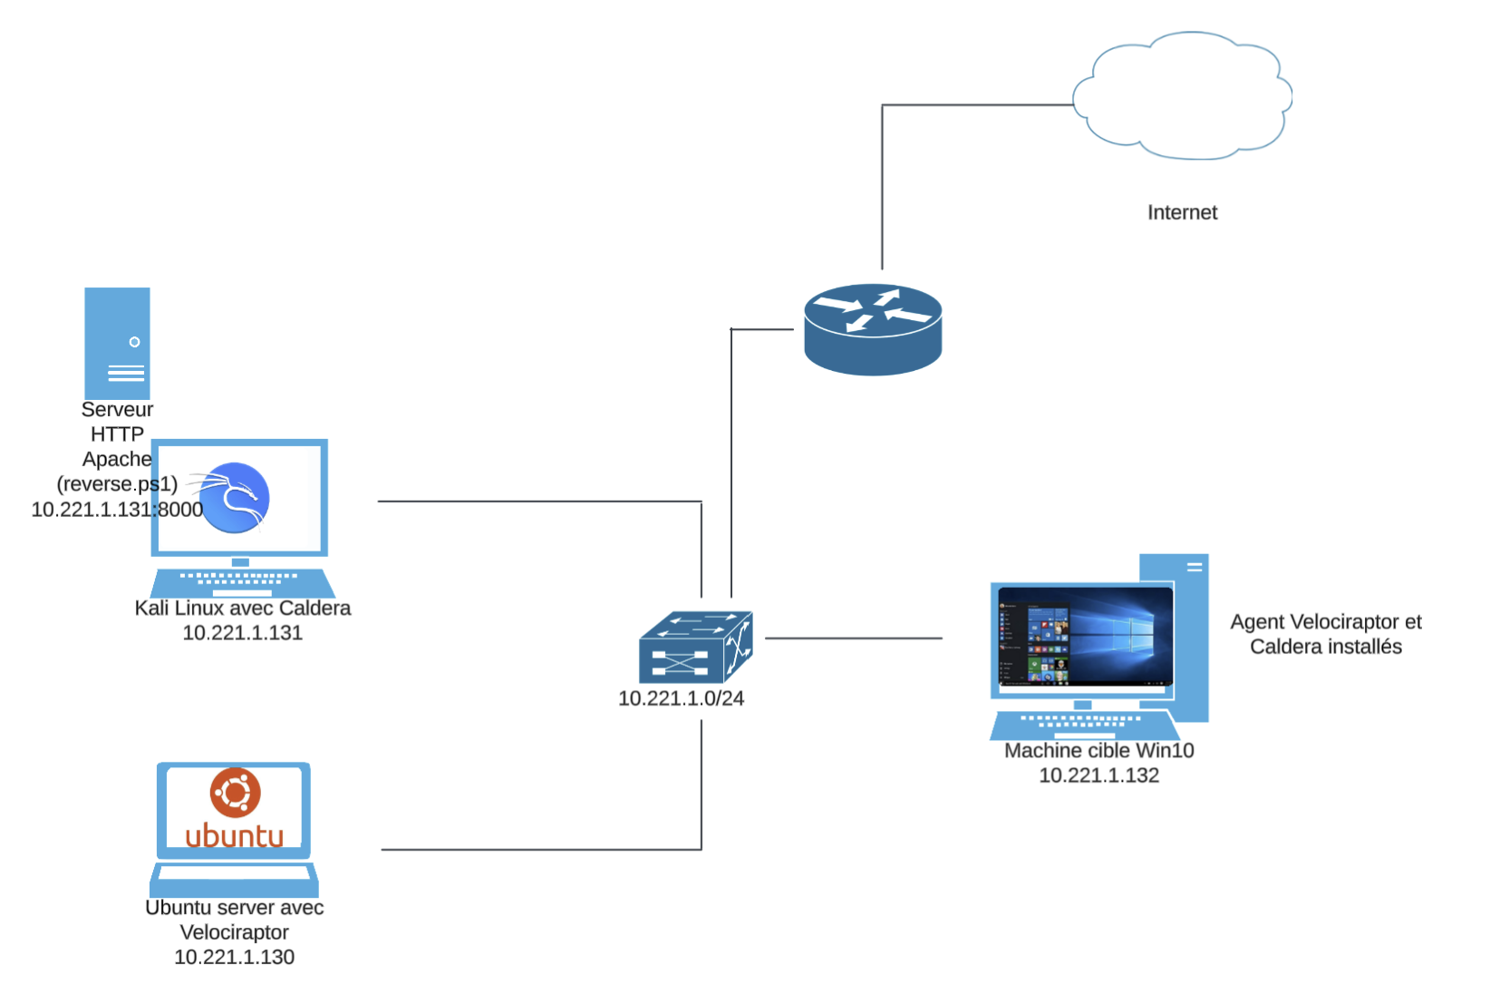 Internet
Serveur
HTTP
Apache
(reverse.ps1)
10.221.1.131:8000
Kali Linux avec Caldera
10.221.1.131
10.221.1.0/24
Agent Velociraptor et
Caldera installés
Machine cible Win10
10.221.1.132
ubuntu
Ubuntu server avec
Velociraptor
10.221.1.130